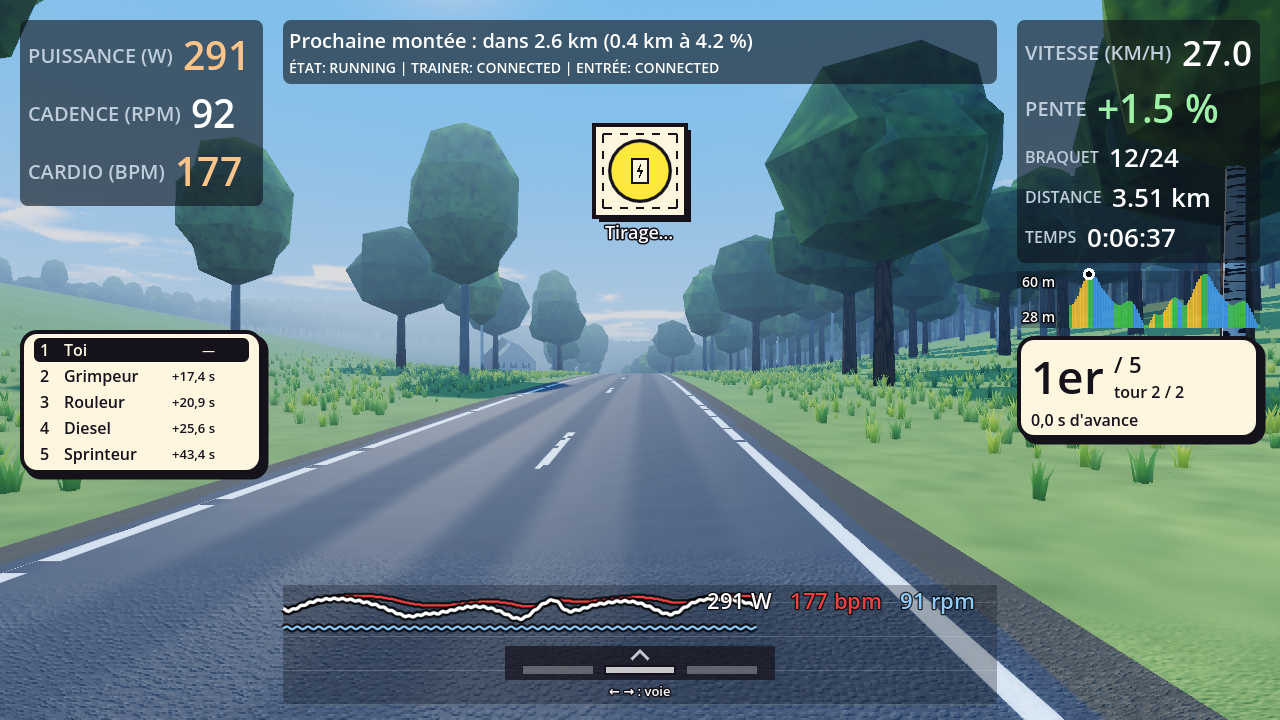 PUISSANCE (W) 291
CADENCE (RPM) 92
CARDIO (BPM) 177
Prochaine montée : dans 2.6 km (0.4 km à 4.2 %)
ÉTAT: RUNNING | TRAINER: CONNECTED | ENTRÉE: CONNECTED
VITESSE (KM/H) 27.0
PENTE +1.5 %
BRAQUET 12/24
DISTANCE 3.51 km
TEMPS 0:06:37
60 m
28 m
Tirage...
1 Toi —
2 Grimpeur +17,4 s
3 Rouleur +20,9 s
4 Diesel +25,6 s
5 Sprinteur +43,4 s
1er / 5
tour 2 / 2
0,0 s d'avance
291 W 177 bpm 91 rpm
← → : voie